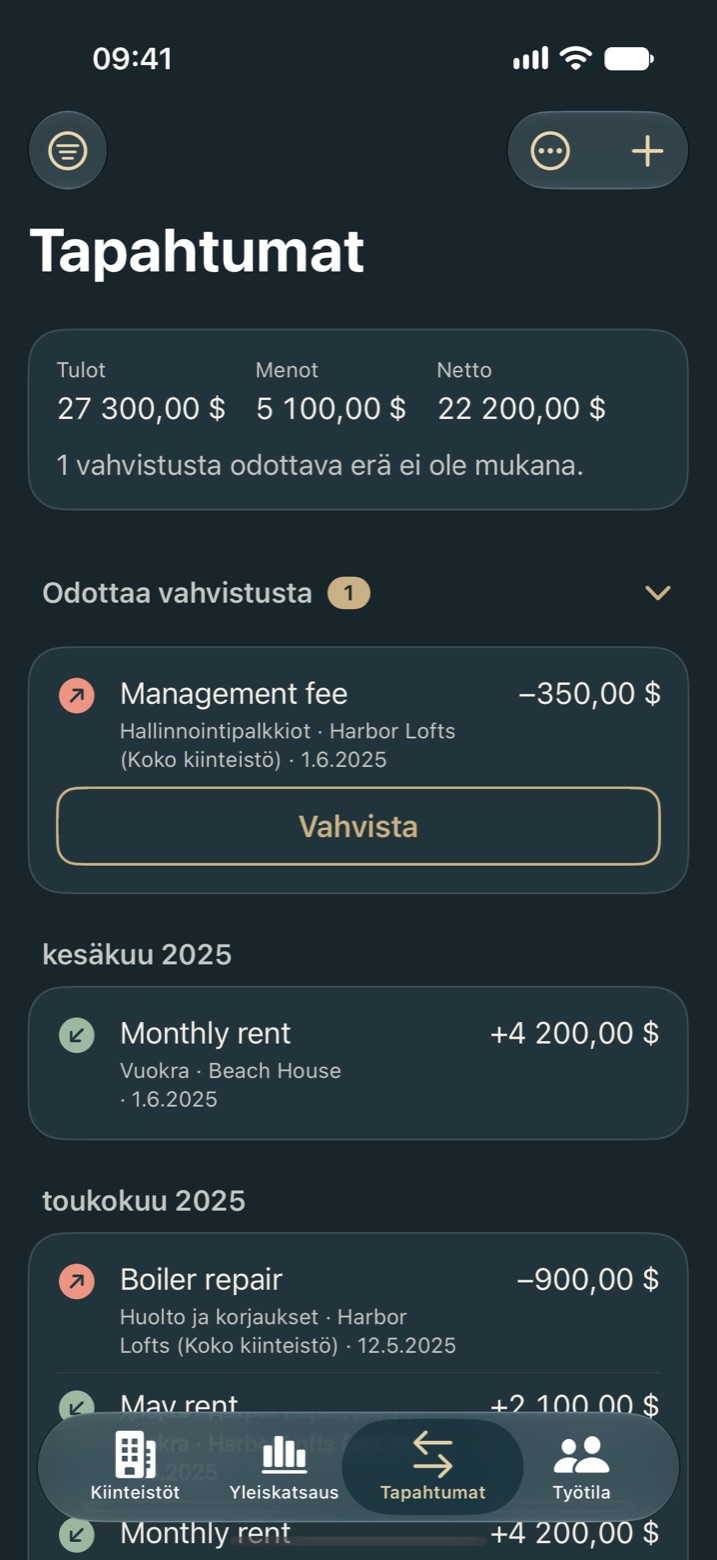 09:41
Tapahtumat
Tulot Menot Netto
27 300,00 $ 5 100,00 $ 22 200,00 $
1 vahvistusta odottava erä ei ole mukana.
Odottaa vahvistusta 1
Management fee −350,00 $
Hallinnointipalkkiot · Harbor Lofts
(Koko kiinteistö) · 1.6.2025
Vahvista
kesäkuu 2025
Monthly rent +4 200,00 $
Vuokra · Beach House
· 1.6.2025
toukokuu 2025
Boiler repair −900,00 $
Huolto ja korjaukset · Harbor
Lofts (Koko kiinteistö) · 12.5.2025
May rent +2 100,00 $
Kiinteistöt Yleiskatsaus Tapahtumat Työtila
Monthly rent +4 200,00 $